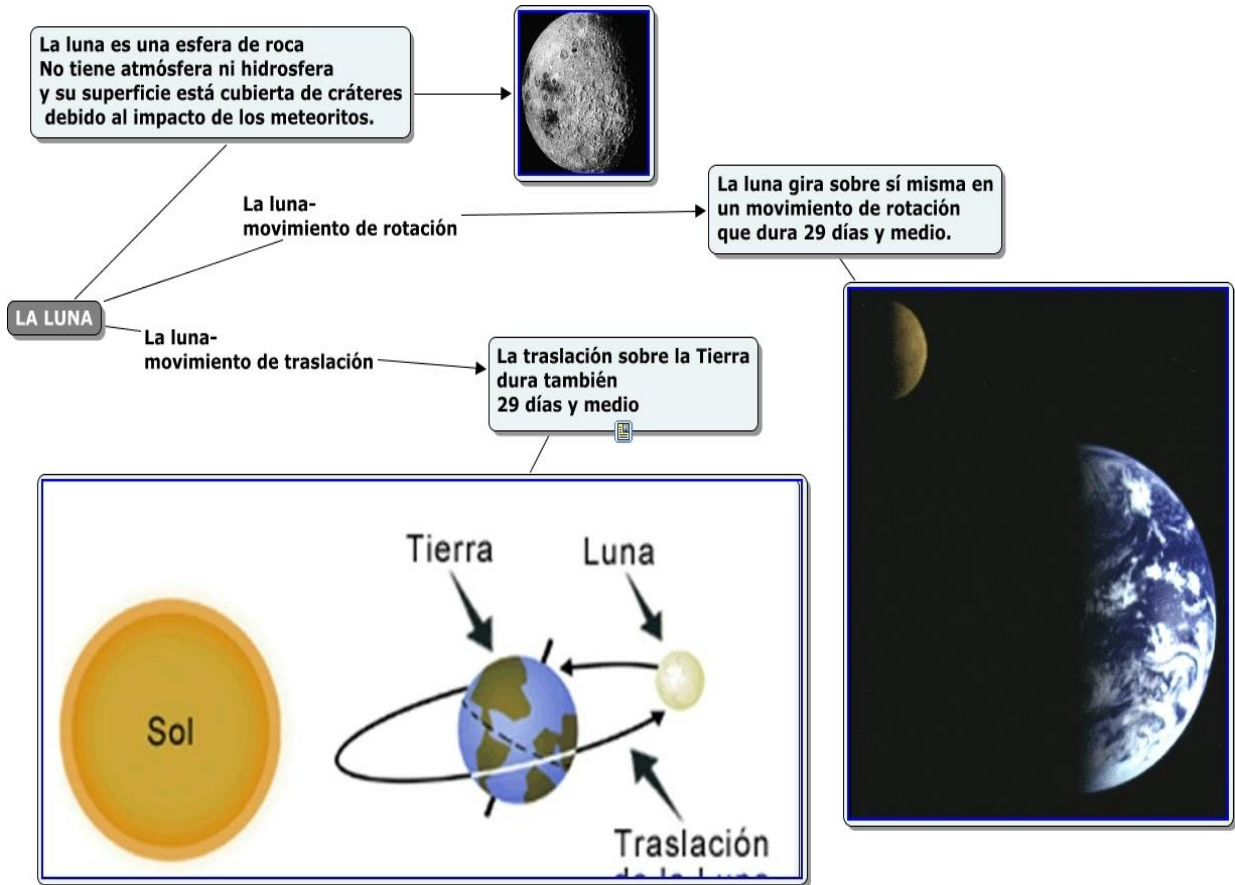 La luna es una esfera de roca
No tiene atmósfera ni hidrosfera
y su superficie está cubierta de cráteres
debido al impacto de los meteoritos.
La luna-
movimiento de rotación
La luna gira sobre sí misma en
un movimiento de rotación
que dura 29 días y medio.
LA LUNA
La luna-
movimiento de traslación
La traslación sobre la Tierra
dura también
29 días y medio
Tierra
Luna
Sol
Traslación
de la Luna